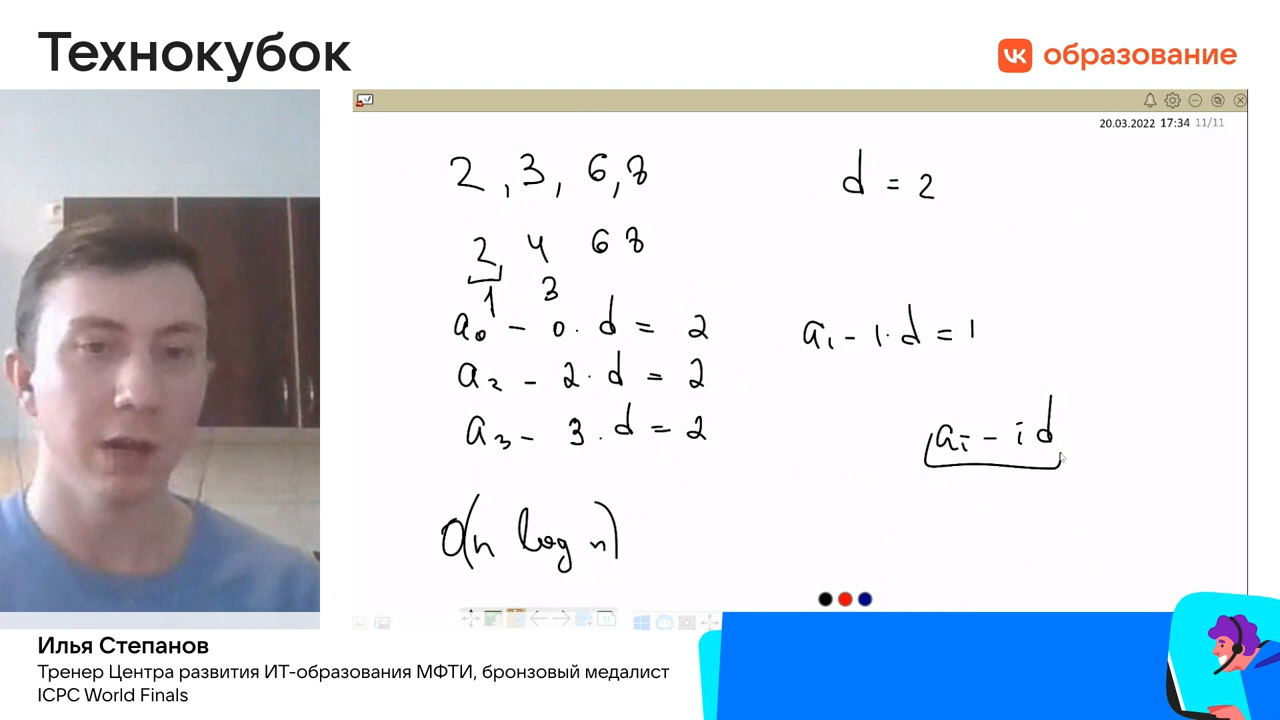 Технокубок
VK образование
20.03.2022 17:34 11/11
2, 3, 6, 8
d = 2
2 4 6 8
1 3
a₀ - 0 · d = 2
a₁ - 1 · d = 1
a₂ - 2 · d = 2
a₃ - 3 · d = 2
aᵢ - i d
O(n log n)
Илья Степанов
Тренер Центра развития ИТ-образования МФТИ, бронзовый медалист
ICPC World Finals